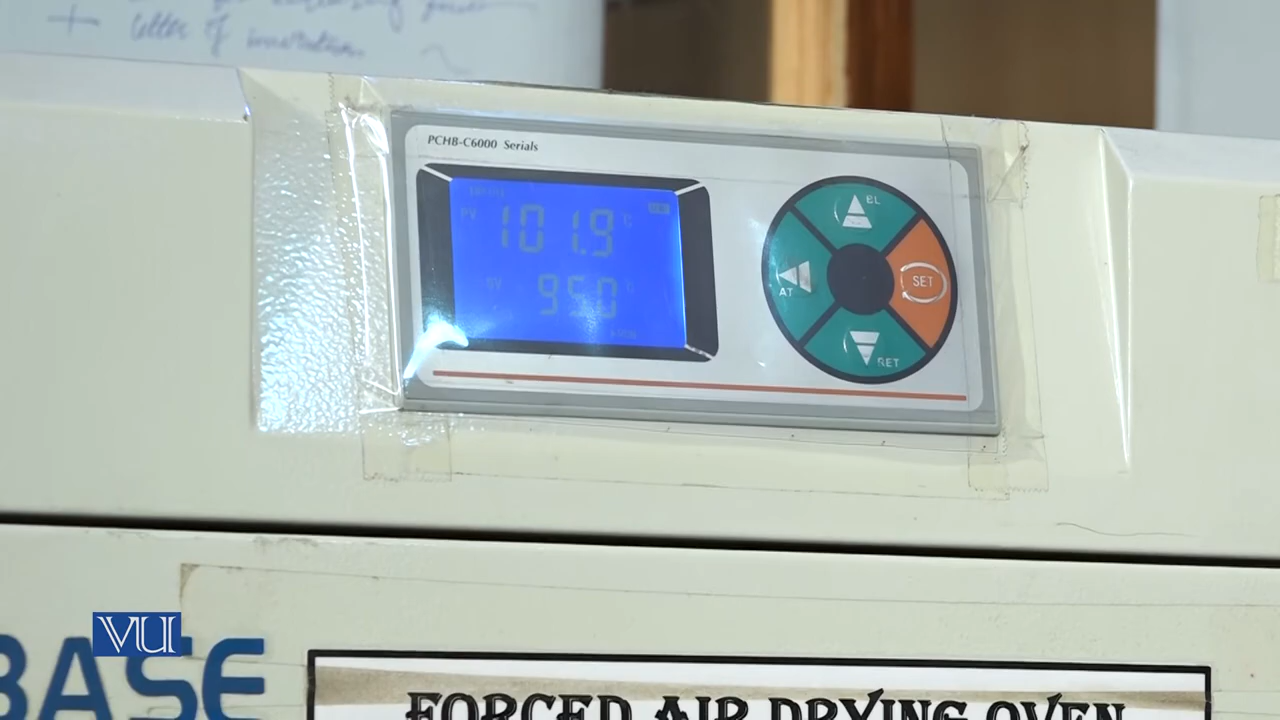 letter of
PCHB-C6000 Serials
PV 101.9 °C
SV 95.0 °C
BL
AT
SET
RET
VU
BASE
FORCED AIR DRYING OVEN